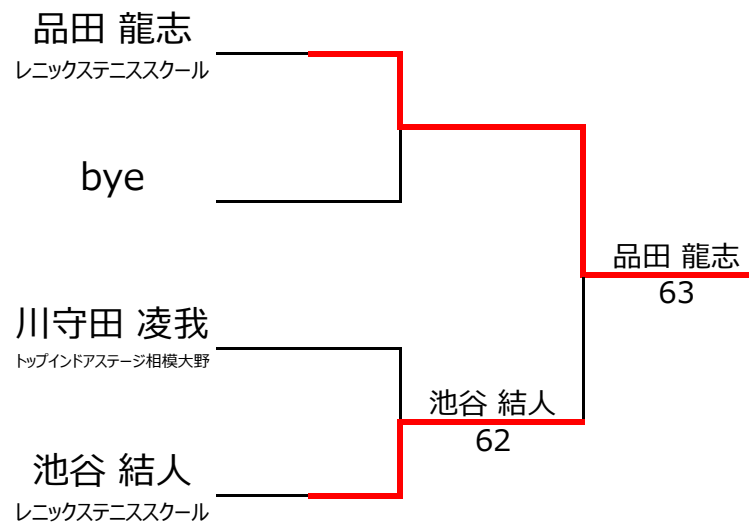 品田 龍志
レニックステニススクール
bye
品田 龍志
63
川守田 凌我
トップインドアステージ相模大野
池谷 結人
62
池谷 結人
レニックステニススクール